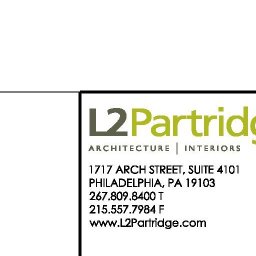 L2Partridg
ARCHITECTURE | INTERIORS
1717 ARCH STREET, SUITE 4101
PHILADELPHIA, PA 19103
267.809.8400 T
215.557.7984 F
www.L2Partridge.com